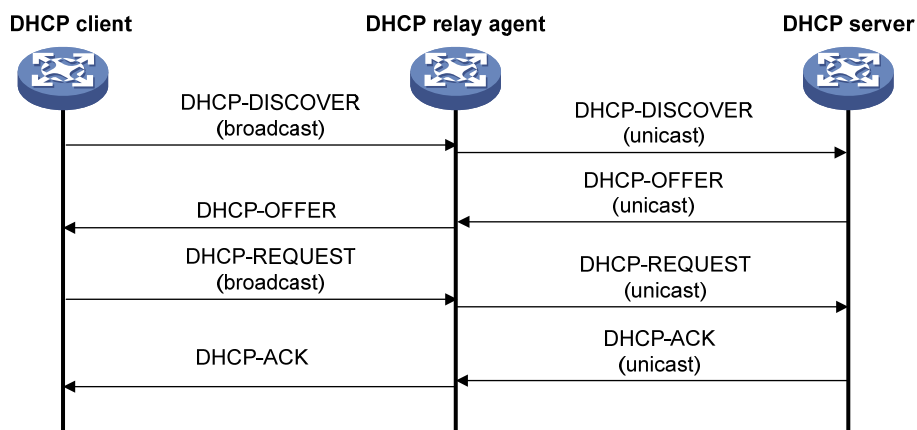 DHCP client
DHCP relay agent
DHCP server
DHCP-DISCOVER
(broadcast)
DHCP-DISCOVER
(unicast)
DHCP-OFFER
(unicast)
DHCP-OFFER
DHCP-REQUEST
(broadcast)
DHCP-REQUEST
(unicast)
DHCP-ACK
(unicast)
DHCP-ACK